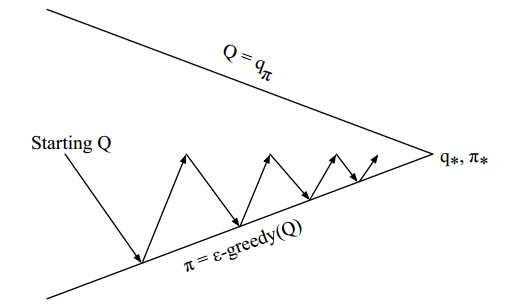 Q = qπ
Starting Q
q*, π*
π = ε-greedy(Q)